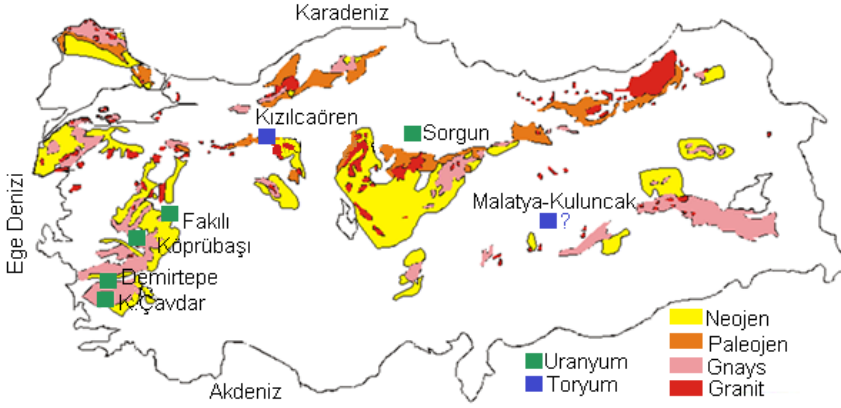 Karadeniz
Kızılcaören
Sorgun
Malatya-Kuluncak
?
Ege Denizi
Fakılı
Köprübaşı
Demirtepe
K.Çavdar
Akdeniz
Uranyum
Toryum
Neojen
Paleojen
Gnays
Granit